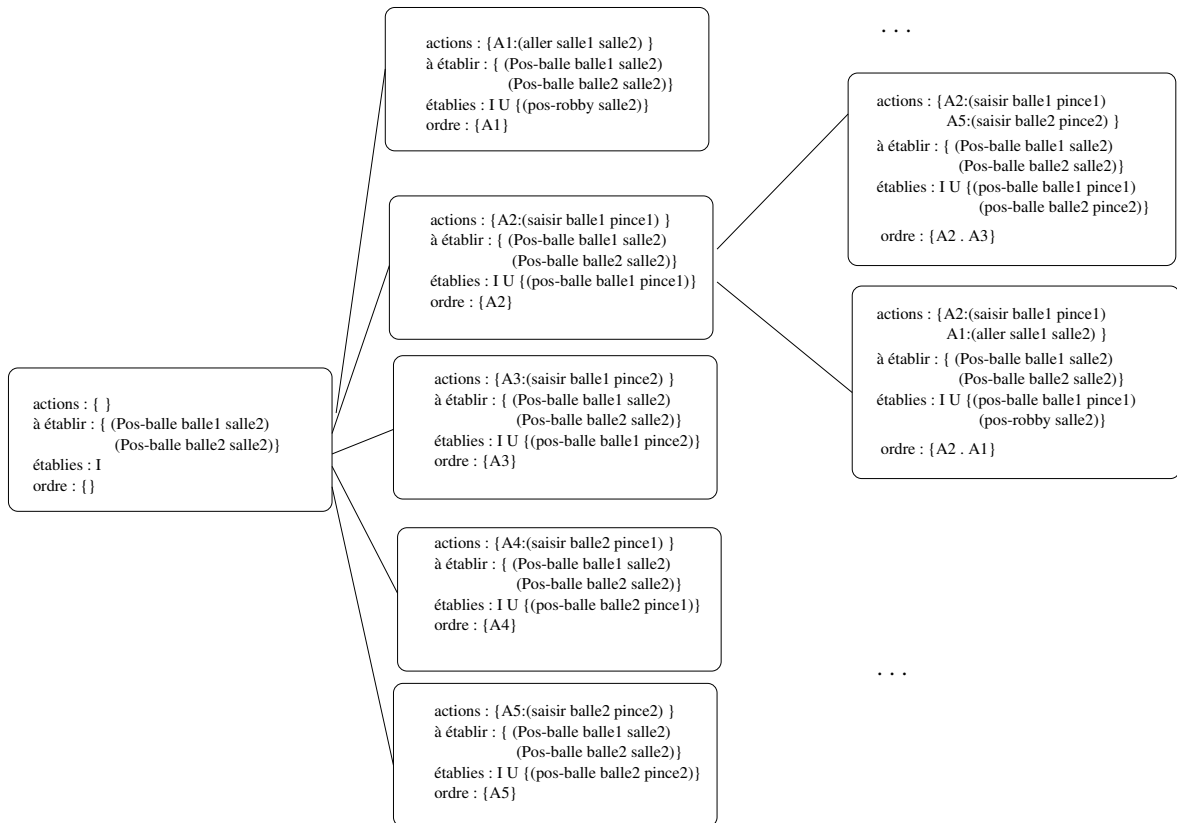 actions : { }
à établir : { (Pos-balle balle1 salle2)
(Pos-balle balle2 salle2)}
établies : I
ordre : {}
actions : {A1:(aller salle1 salle2) }
à établir : { (Pos-balle balle1 salle2)
(Pos-balle balle2 salle2)}
établies : I U {(pos-robby salle2)}
ordre : {A1}
actions : {A2:(saisir balle1 pince1) }
à établir : { (Pos-balle balle1 salle2)
(Pos-balle balle2 salle2)}
établies : I U {(pos-balle balle1 pince1)}
ordre : {A2}
actions : {A3:(saisir balle1 pince2) }
à établir : { (Pos-balle balle1 salle2)
(Pos-balle balle2 salle2)}
établies : I U {(pos-balle balle1 pince2)}
ordre : {A3}
actions : {A4:(saisir balle2 pince1) }
à établir : { (Pos-balle balle1 salle2)
(Pos-balle balle2 salle2)}
établies : I U {(pos-balle balle2 pince1)}
ordre : {A4}
actions : {A5:(saisir balle2 pince2) }
à établir : { (Pos-balle balle1 salle2)
(Pos-balle balle2 salle2)}
établies : I U {(pos-balle balle2 pince2)}
ordre : {A5}
. . .
actions : {A2:(saisir balle1 pince1)
A5:(saisir balle2 pince2) }
à établir : { (Pos-balle balle1 salle2)
(Pos-balle balle2 salle2)}
établies : I U {(pos-balle balle1 pince1)
(pos-balle balle2 pince2)}
ordre : {A2 . A3}
actions : {A2:(saisir balle1 pince1)
A1:(aller salle1 salle2) }
à établir : { (Pos-balle balle1 salle2)
(Pos-balle balle2 salle2)}
établies : I U {(pos-balle balle1 pince1)
(pos-robby salle2)}
ordre : {A2 . A1}
. . .